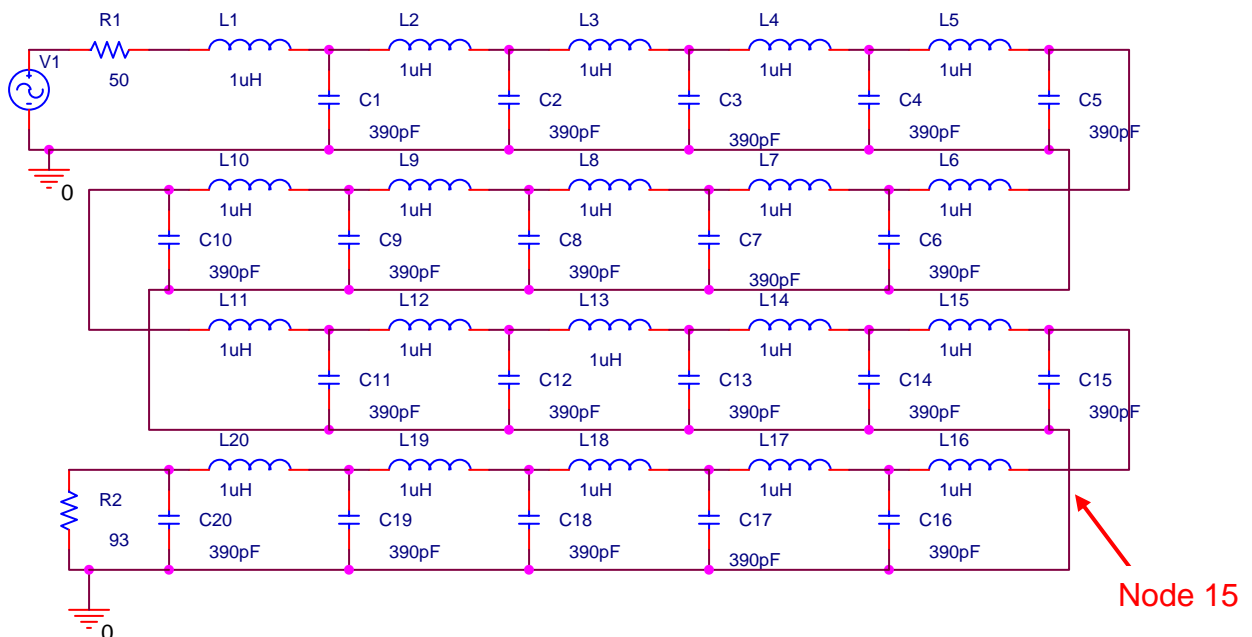 R1 L1 L2 L3 L4 L5
V1
50 1uH 1uH 1uH 1uH 1uH
C1 C2 C3 C4 C5
390pF 390pF 390pF 390pF 390pF
0
L10 L9 L8 L7 L6
1uH 1uH 1uH 1uH 1uH
C10 C9 C8 C7 C6
390pF 390pF 390pF 390pF 390pF
L11 L12 L13 L14 L15
1uH 1uH 1uH 1uH 1uH
C11 C12 C13 C14 C15
390pF 390pF 390pF 390pF 390pF
L20 L19 L18 L17 L16
1uH 1uH 1uH 1uH 1uH
R2
C20 C19 C18 C17 C16
93 390pF 390pF 390pF 390pF 390pF
Node 15
0